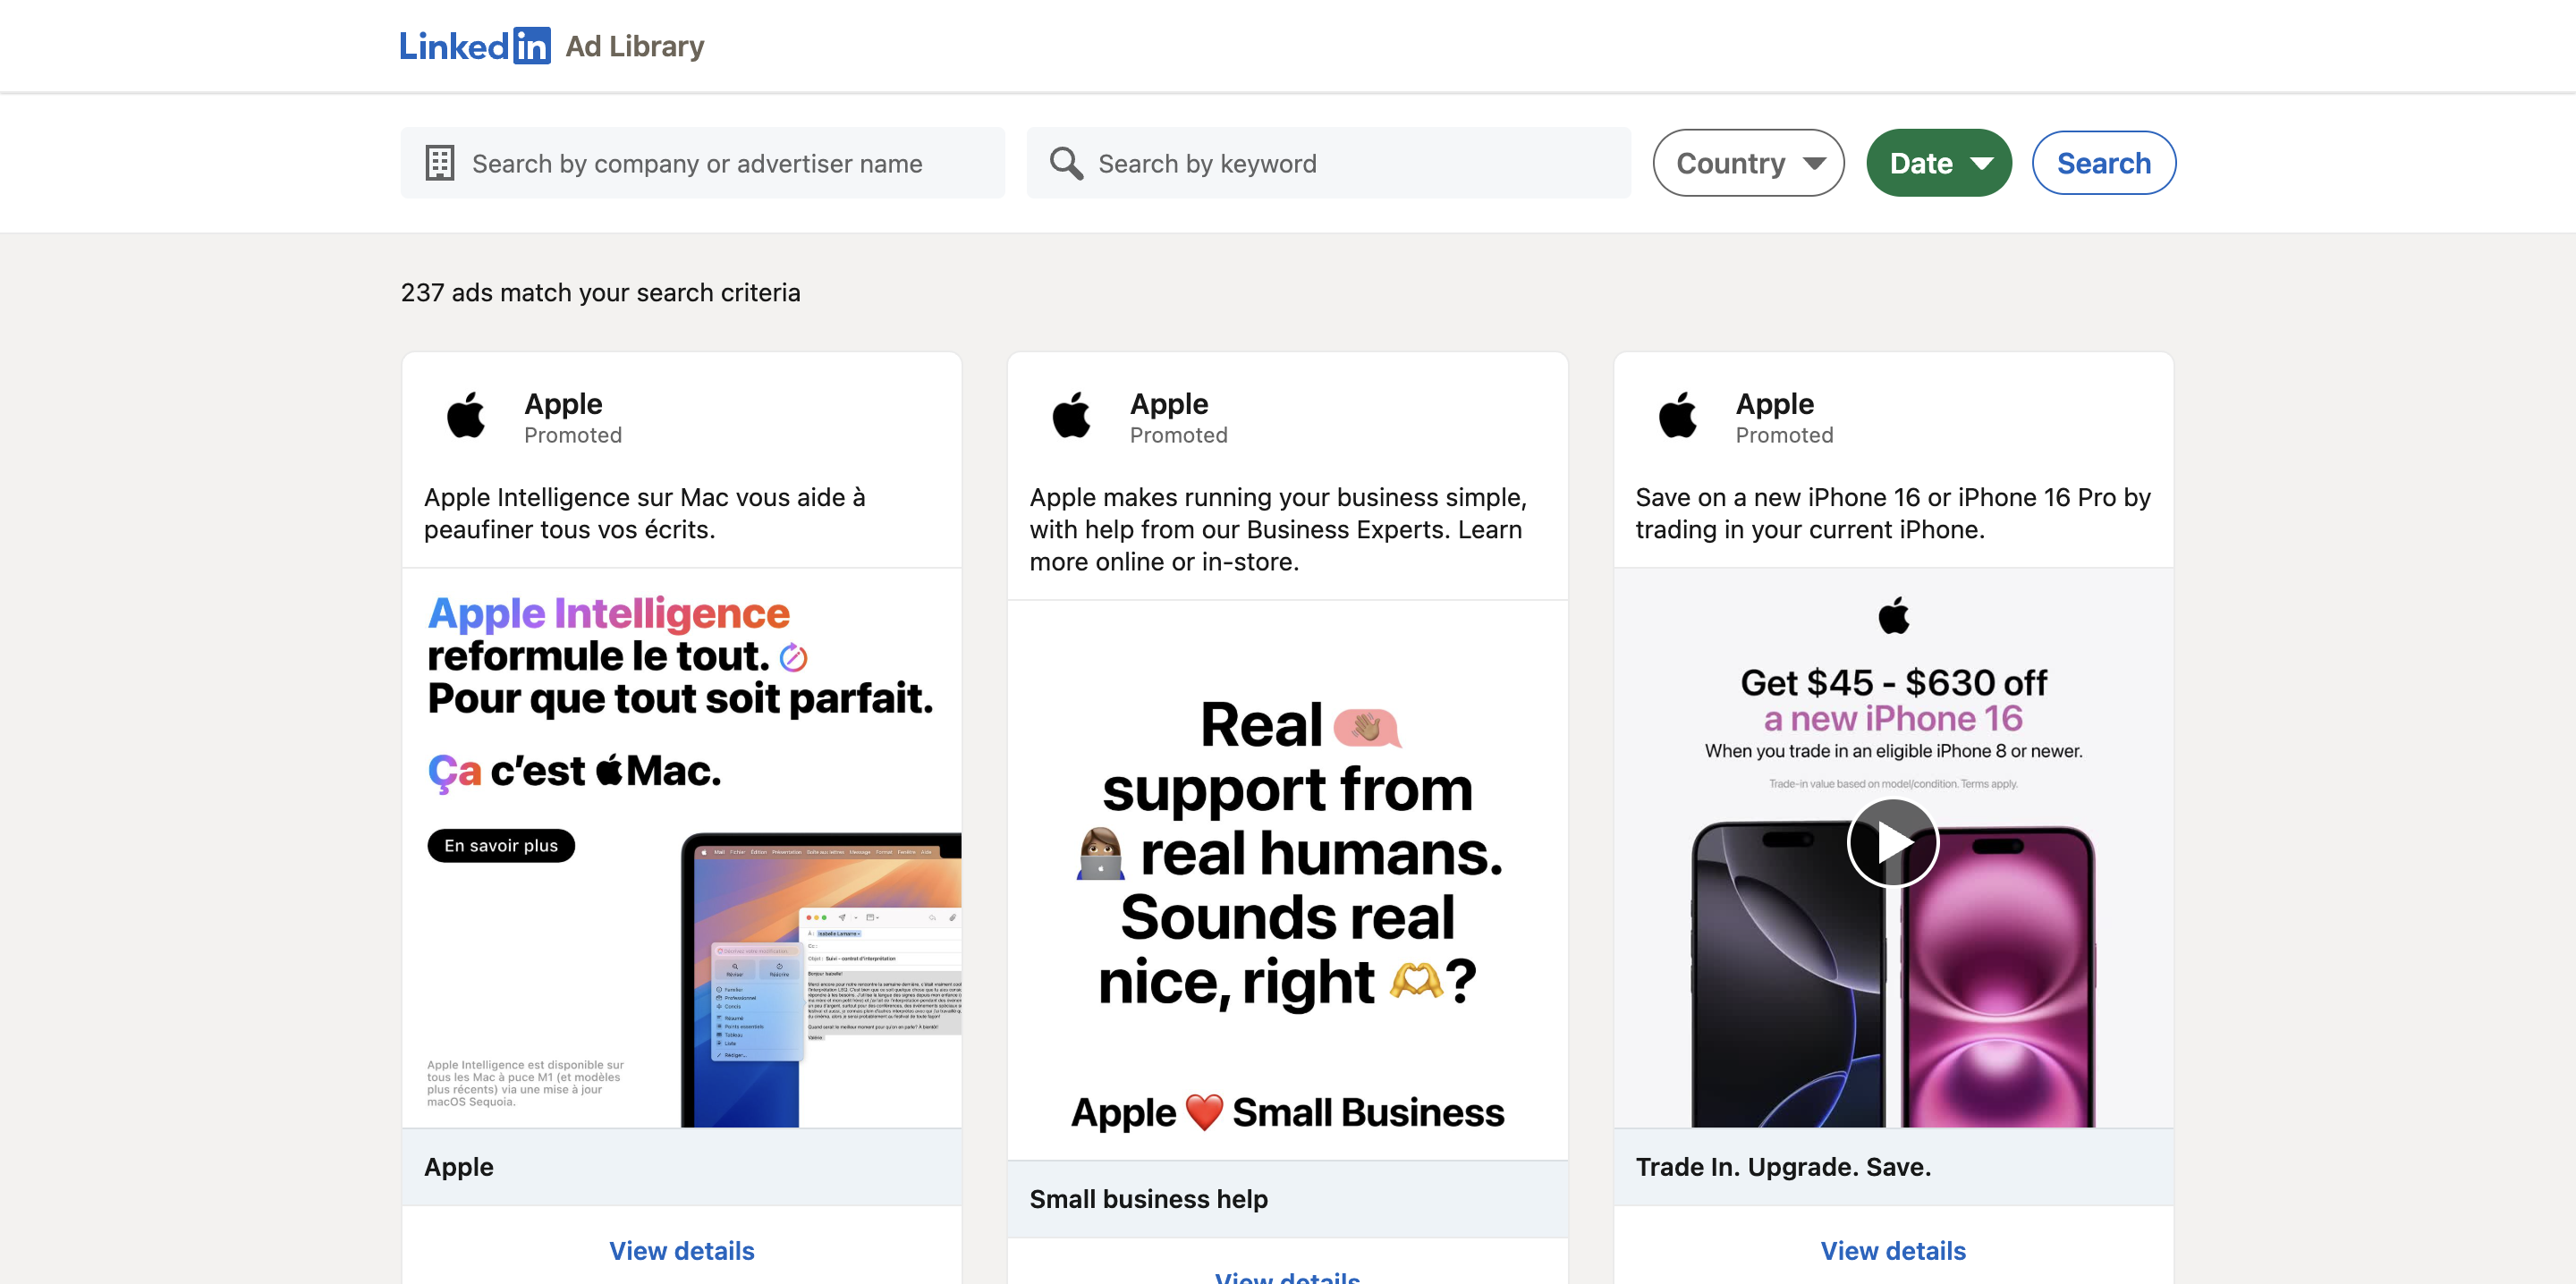 LinkedIn Ad Library
Search by company or advertiser name
Search by keyword
Country
Date
Search
237 ads match your search criteria
Apple
Promoted
Apple Intelligence sur Mac vous aide à
peaufiner tous vos écrits.
Apple Intelligence
reformule le tout.
Pour que tout soit parfait.
Ça c'est Mac.
En savoir plus
Apple Intelligence est disponible sur
tous les Mac à puce M1 (et modèles
plus récents) via une mise à jour
macOS Sequoia.
Apple
View details
Apple
Promoted
Apple makes running your business simple,
with help from our Business Experts. Learn
more online or in-store.
Real
support from
real humans.
Sounds real
nice, right ?
Apple ❤️ Small Business
Small business help
View details
Apple
Promoted
Save on a new iPhone 16 or iPhone 16 Pro by
trading in your current iPhone.
Get $45 - $630 off
a new iPhone 16
When you trade in an eligible iPhone 8 or newer.
Trade-in value based on model/condition. Terms apply.
Trade In. Upgrade. Save.
View details